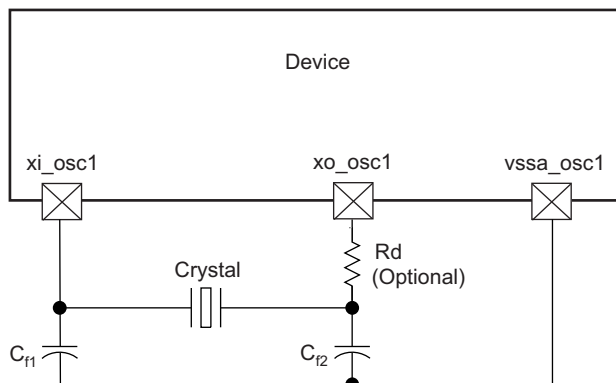 Device
xi_osc1
xo_osc1
vssa_osc1
Crystal
Rd
(Optional)
Cf1
Cf2